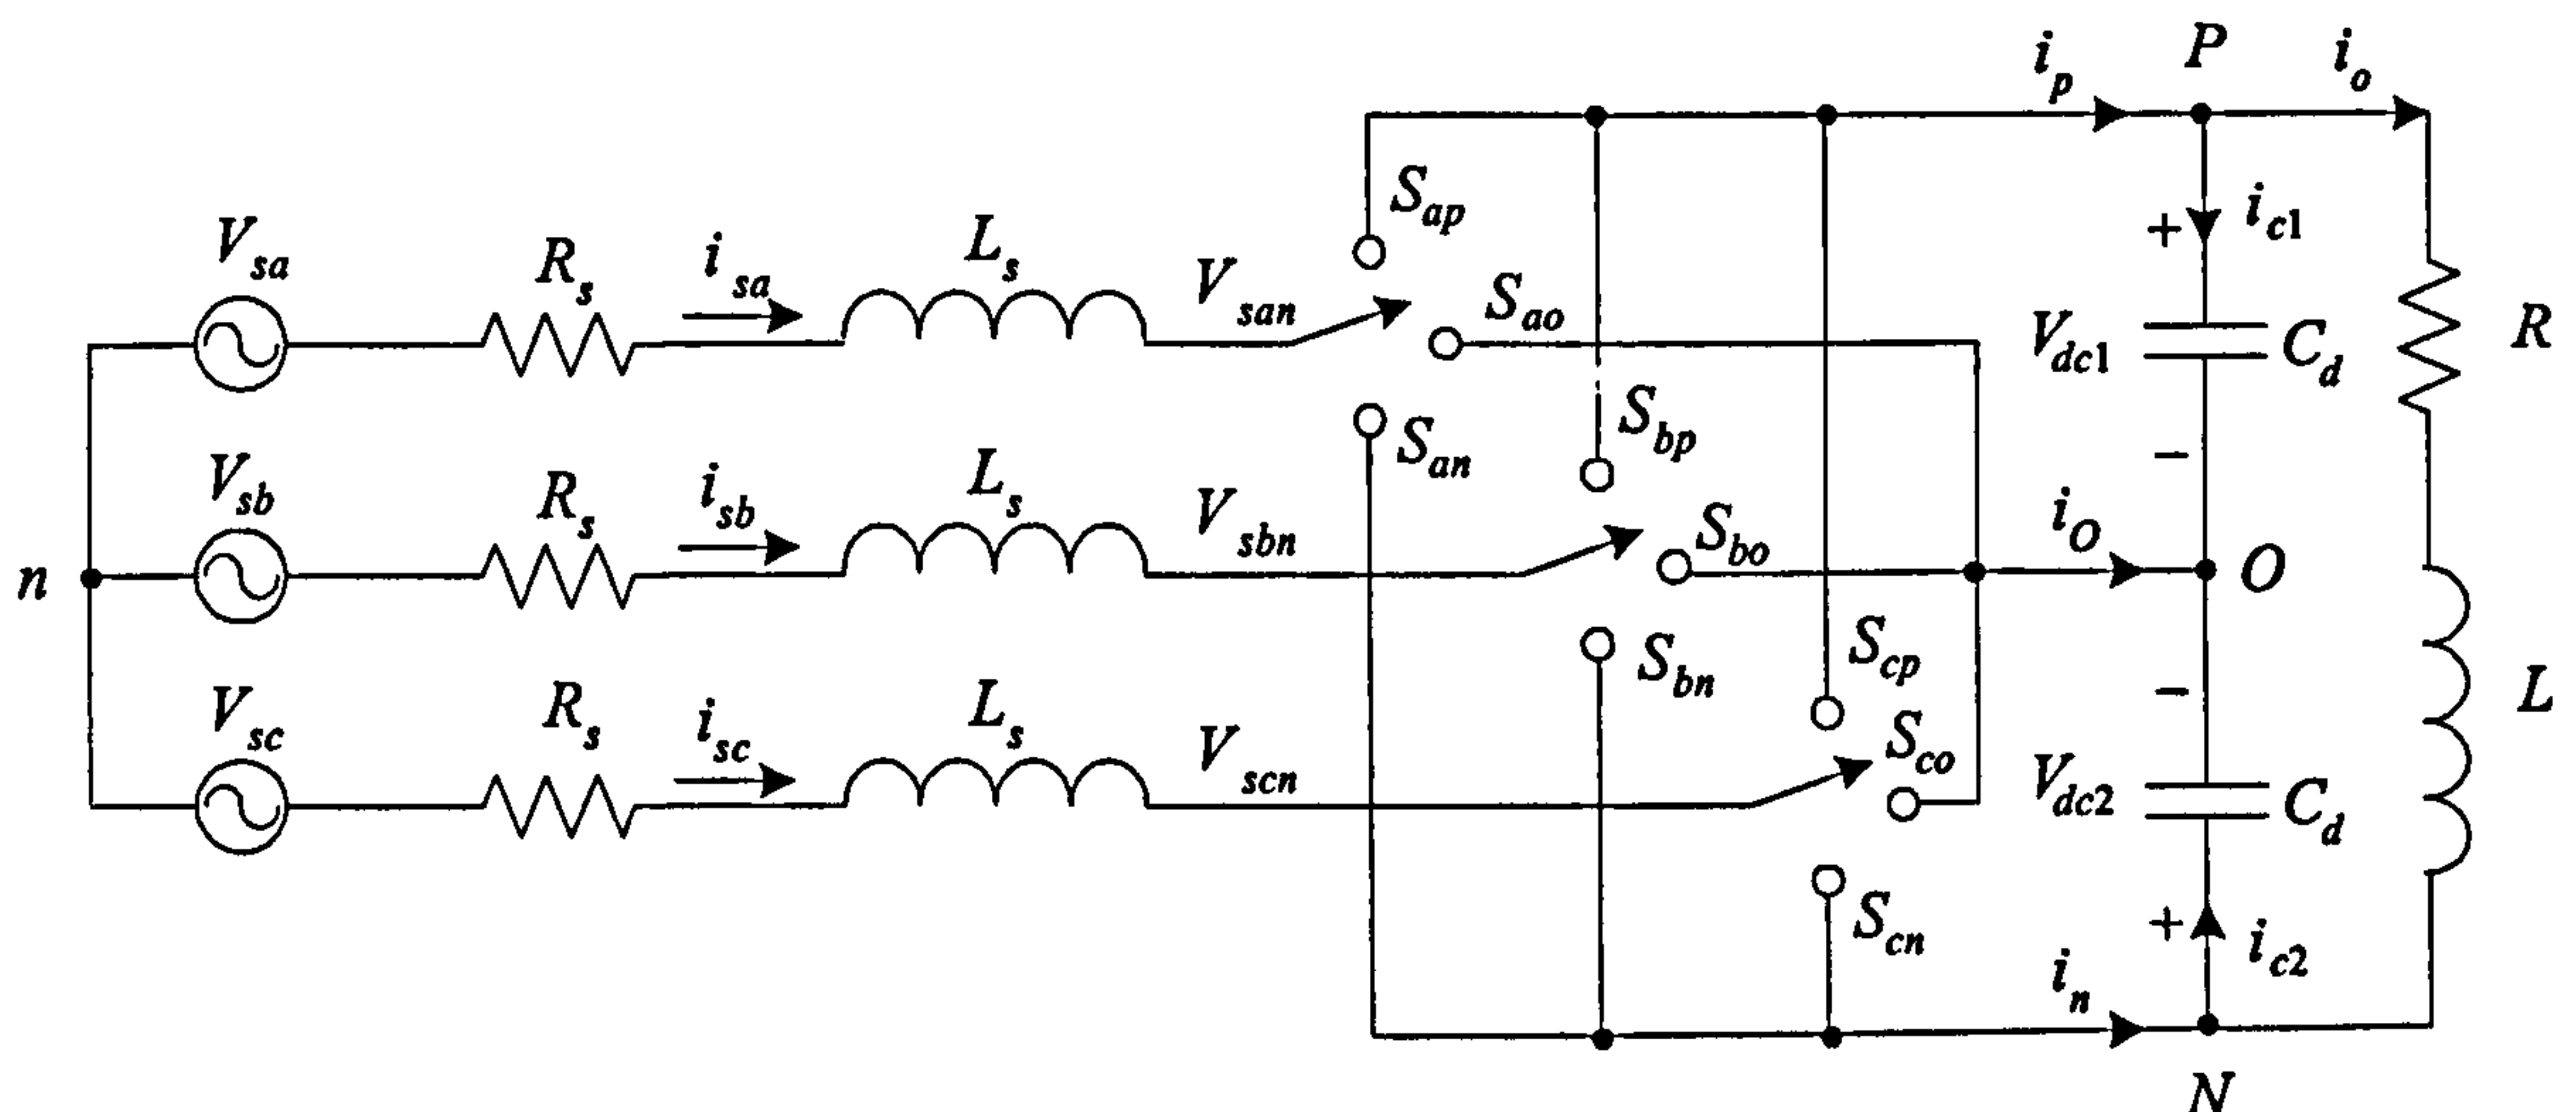 P
i_p
i_o
S_ap
+
i_c1
V_sa
R_s
i_sa
L_s
V_san
S_ao
V_dc1
C_d
R
S_an
S_bp
−
V_sb
R_s
i_sb
L_s
V_sbn
S_bo
i_O
O
n
S_bn
S_cp
−
L
V_sc
R_s
i_sc
L_s
V_scn
S_co
V_dc2
C_d
S_cn
+
i_c2
i_n
N